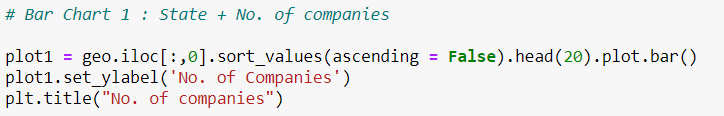 # Bar Chart 1 : State + No. of companies
plot1 = geo.iloc[:,0].sort_values(ascending = False).head(20).plot.bar()
plot1.set_ylabel('No. of Companies')
plt.title("No. of companies")